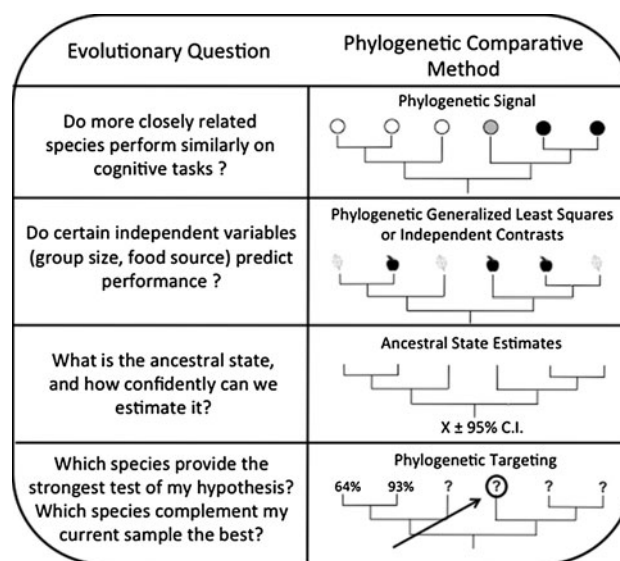 Evolutionary Question
Phylogenetic Comparative
Method
Do more closely related
species perform similarly on
cognitive tasks ?
Phylogenetic Signal
Do certain independent variables
(group size, food source) predict
performance ?
Phylogenetic Generalized Least Squares
or Independent Contrasts
What is the ancestral state,
and how confidently can we
estimate it?
Ancestral State Estimates
X ± 95% C.I.
Which species provide the
strongest test of my hypothesis?
Which species complement my
current sample the best?
Phylogenetic Targeting
64% 93% ? ? ? ?